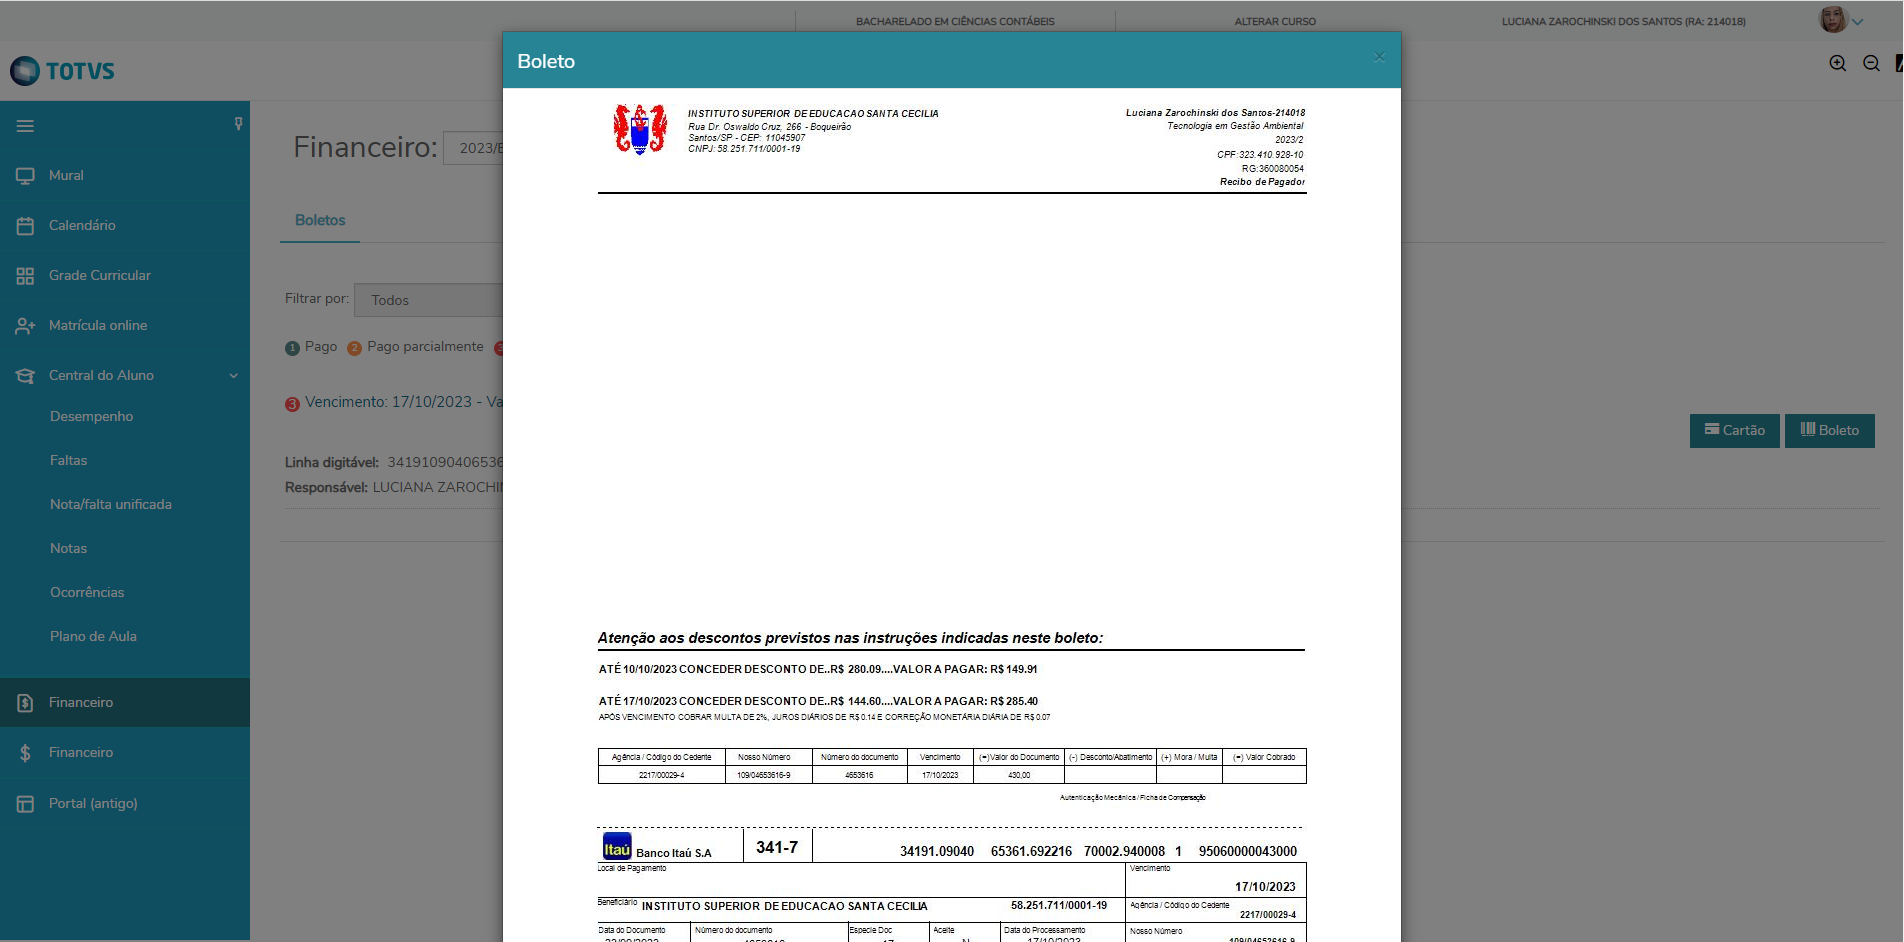 BACHARELADO EM CIÊNCIAS CONTÁBEIS
ALTERAR CURSO
LUCIANA ZAROCHINSKI DOS SANTOS (RA: 214018)
TOTVS
Mural
Calendário
Grade Curricular
Matrícula online
Central do Aluno
Desempenho
Faltas
Nota/falta unificada
Notas
Ocorrências
Plano de Aula
Financeiro
Financeiro
Portal (antigo)
Financeiro: 2023/
Boletos
Filtrar por: Todos
1 Pago 2 Pago parcialmente 3
3 Vencimento: 17/10/2023 - Va
Linha digitável: 34191090406536
Responsável: LUCIANA ZAROCHIN
Cartão
Boleto
Boleto
INSTITUTO SUPERIOR DE EDUCACAO SANTA CECILIA
Rua Dr. Oswaldo Cruz, 266 - Boqueirão
Santos/SP - CEP: 11045907
CNPJ: 58.251.711/0001-19
Luciana Zarochinski dos Santos-214018
Tecnologia em Gestão Ambiental
2023/2
CPF:323.410.928-10
RG:360080054
Recibo de Pagador
Atenção aos descontos previstos nas instruções indicadas neste boleto:
ATÉ 10/10/2023 CONCEDER DESCONTO DE..R$ 280.09....VALOR A PAGAR: R$ 149.91
ATÉ 17/10/2023 CONCEDER DESCONTO DE..R$ 144.60....VALOR A PAGAR: R$ 285.40
APÓS VENCIMENTO COBRAR MULTA DE 2%, JUROS DIÁRIOS DE R$ 0.14 E CORREÇÃO MONETÁRIA DIÁRIA DE R$ 0.07
Agência / Código do Cedente Nosso Número Número do documento Vencimento (=)Valor do Documento (-) Desconto/Abatimento (+) Mora / Multa (=) Valor Cobrado
2217/00029-4 109/04653616-9 4653616 17/10/2023 430,00
Autenticação Mecânica / Ficha de Compensação
Itaú Banco Itaú S.A 341-7 34191.09040 65361.692216 70002.940008 1 95060000043000
Local de Pagamento Vencimento
17/10/2023
Beneficiário INSTITUTO SUPERIOR DE EDUCACAO SANTA CECILIA 58.251.711/0001-19 Agência / Código do Cedente
2217/00029-4
Data do Documento Número do documento Especie Doc Aceite Data do Processamento Nosso Número